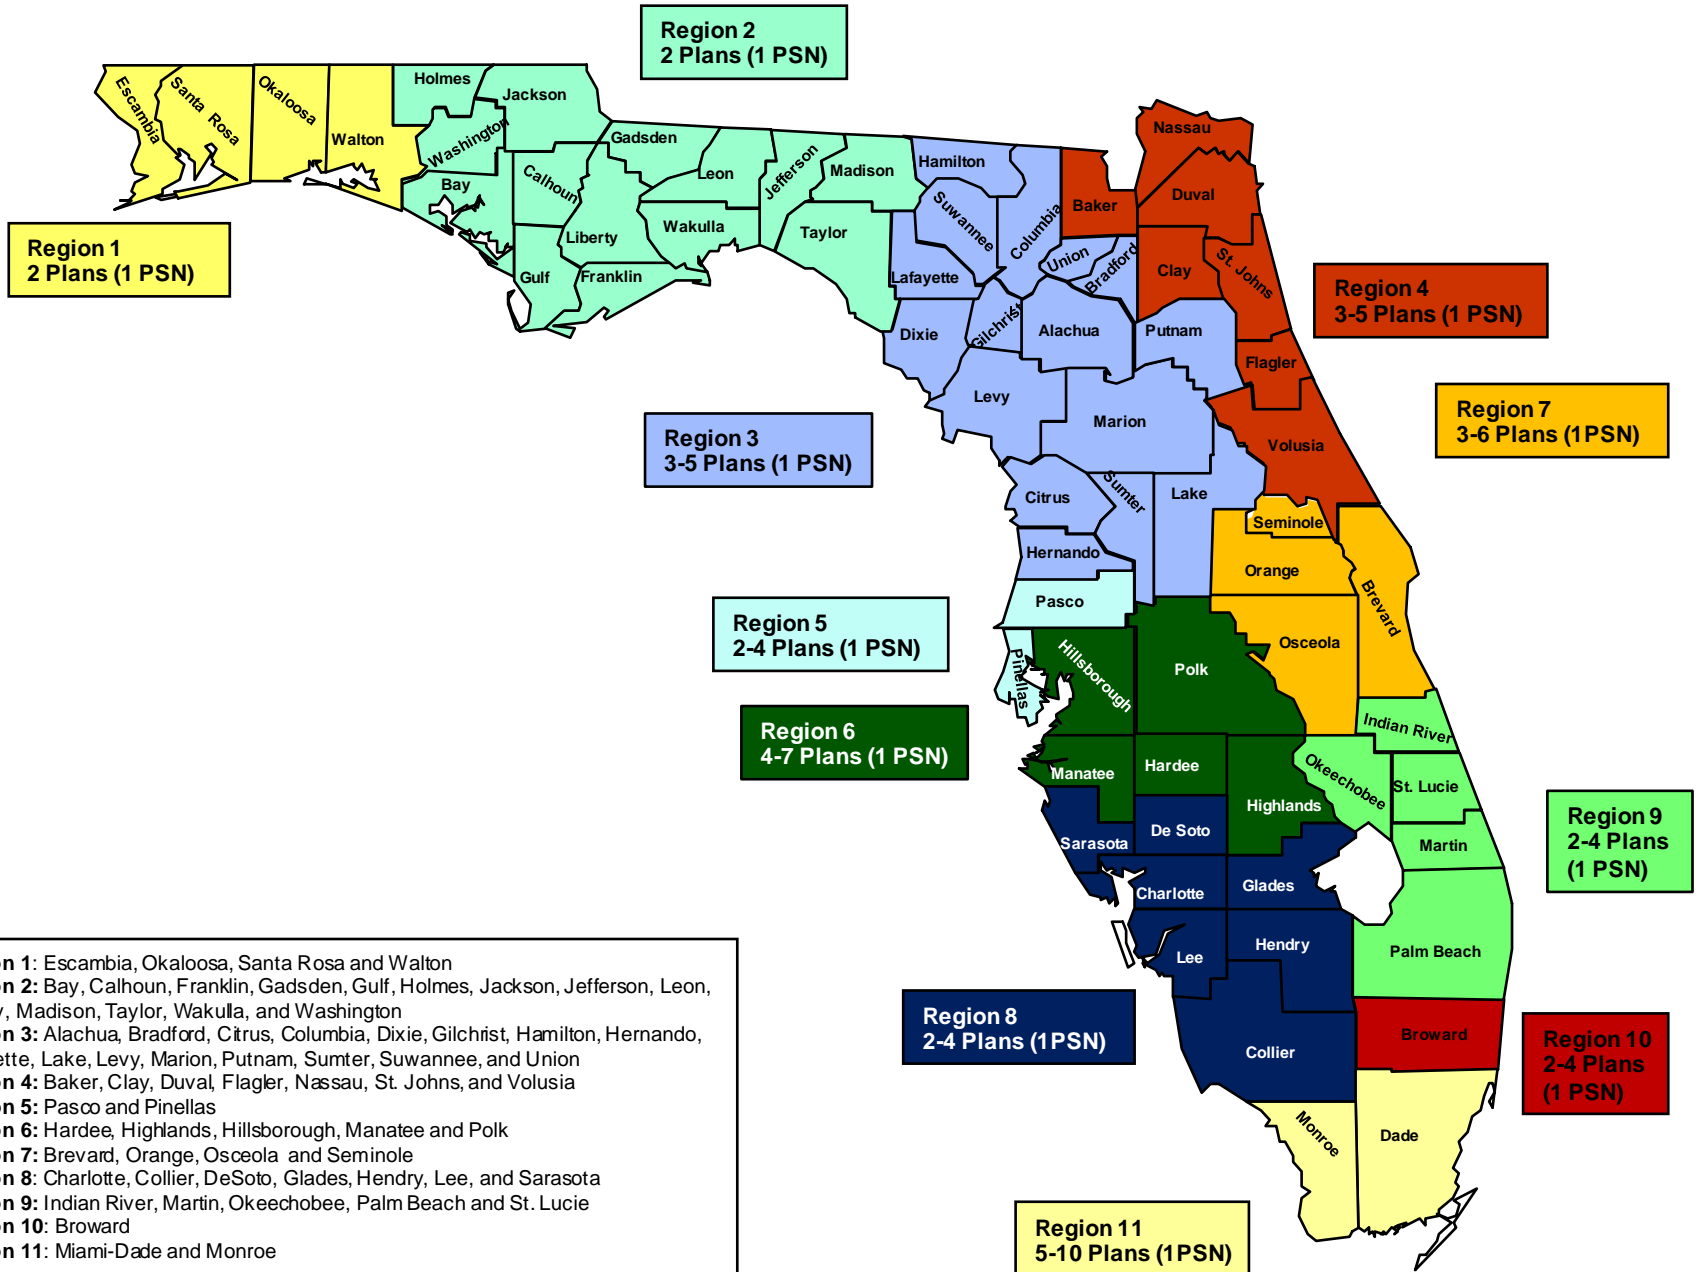 Region 2
2 Plans (1 PSN)
Holmes
Jackson
Escambia
Santa Rosa
Okaloosa
Walton
Washington
Gadsden
Nassau
Hamilton
Madison
Jefferson
Leon
Calhoun
Bay
Duval
Baker
Suwannee
Columbia
Region 1
2 Plans (1 PSN)
Liberty
Wakulla
Taylor
Union
Bradford
Clay
St. Johns
Gulf
Franklin
Lafayette
Region 4
3-5 Plans (1 PSN)
Dixie
Gilchrist
Alachua
Putnam
Flagler
Levy
Marion
Region 7
3-6 Plans (1PSN)
Region 3
3-5 Plans (1 PSN)
Volusia
Citrus
Sumter
Lake
Seminole
Hernando
Orange
Brevard
Pasco
Region 5
2-4 Plans (1 PSN)
Osceola
Pinellas
Hillsborough
Polk
Region 6
4-7 Plans (1 PSN)
Indian River
Manatee
Hardee
Okeechobee
St. Lucie
Highlands
Region 9
2-4 Plans
(1 PSN)
De Soto
Sarasota
Martin
Charlotte
Glades
Lee
Hendry
Palm Beach
Region 8
2-4 Plans (1PSN)
Collier
Broward
Region 10
2-4 Plans
(1 PSN)
Monroe
Dade
Region 11
5-10 Plans (1PSN)
on 1: Escambia, Okaloosa, Santa Rosa and Walton
on 2: Bay, Calhoun, Franklin, Gadsden, Gulf, Holmes, Jackson, Jefferson, Leon,
y, Madison, Taylor, Wakulla, and Washington
on 3: Alachua, Bradford, Citrus, Columbia, Dixie, Gilchrist, Hamilton, Hernando,
ette, Lake, Levy, Marion, Putnam, Sumter, Suwannee, and Union
on 4: Baker, Clay, Duval, Flagler, Nassau, St. Johns, and Volusia
on 5: Pasco and Pinellas
on 6: Hardee, Highlands, Hillsborough, Manatee and Polk
on 7: Brevard, Orange, Osceola and Seminole
on 8: Charlotte, Collier, DeSoto, Glades, Hendry, Lee, and Sarasota
on 9: Indian River, Martin, Okeechobee, Palm Beach and St. Lucie
on 10: Broward
on 11: Miami-Dade and Monroe